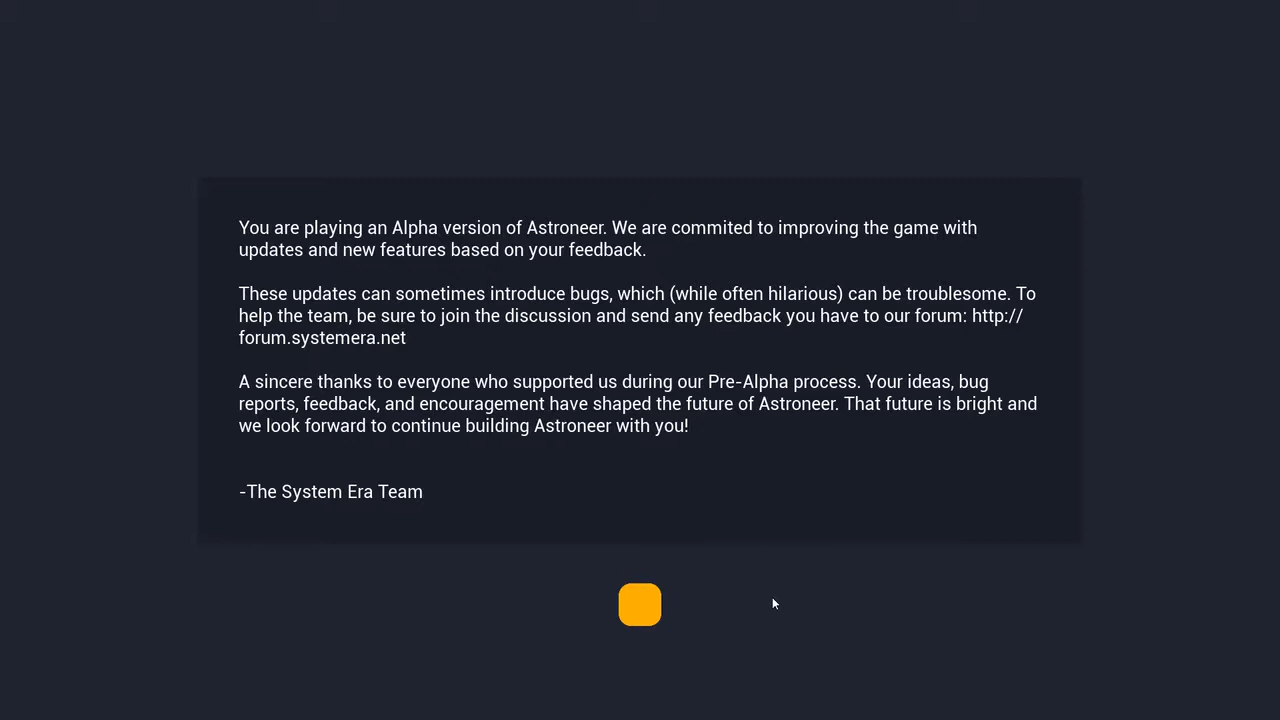 You are playing an Alpha version of Astroneer. We are commited to improving the game with
updates and new features based on your feedback.
These updates can sometimes introduce bugs, which (while often hilarious) can be troublesome. To
help the team, be sure to join the discussion and send any feedback you have to our forum: http://
forum.systemera.net
A sincere thanks to everyone who supported us during our Pre-Alpha process. Your ideas, bug
reports, feedback, and encouragement have shaped the future of Astroneer. That future is bright and
we look forward to continue building Astroneer with you!
-The System Era Team